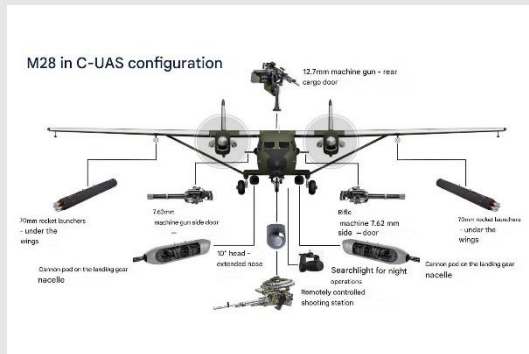 M28 in C-UAS configuration
12.7mm machine gun - rear
cargo door
70mm rocket launchers
- under the
wings
7.62mm
machine gun side door
–
Rifle
machine 7.62 mm
side – door
70mm rocket launchers
- under the
wings
Cannon pod on the landing gear
nacelle
10" head -
extended nose
Searchlight for night
operations
Remotely controlled
shooting station
Cannon pod on the landing gear
nacelle